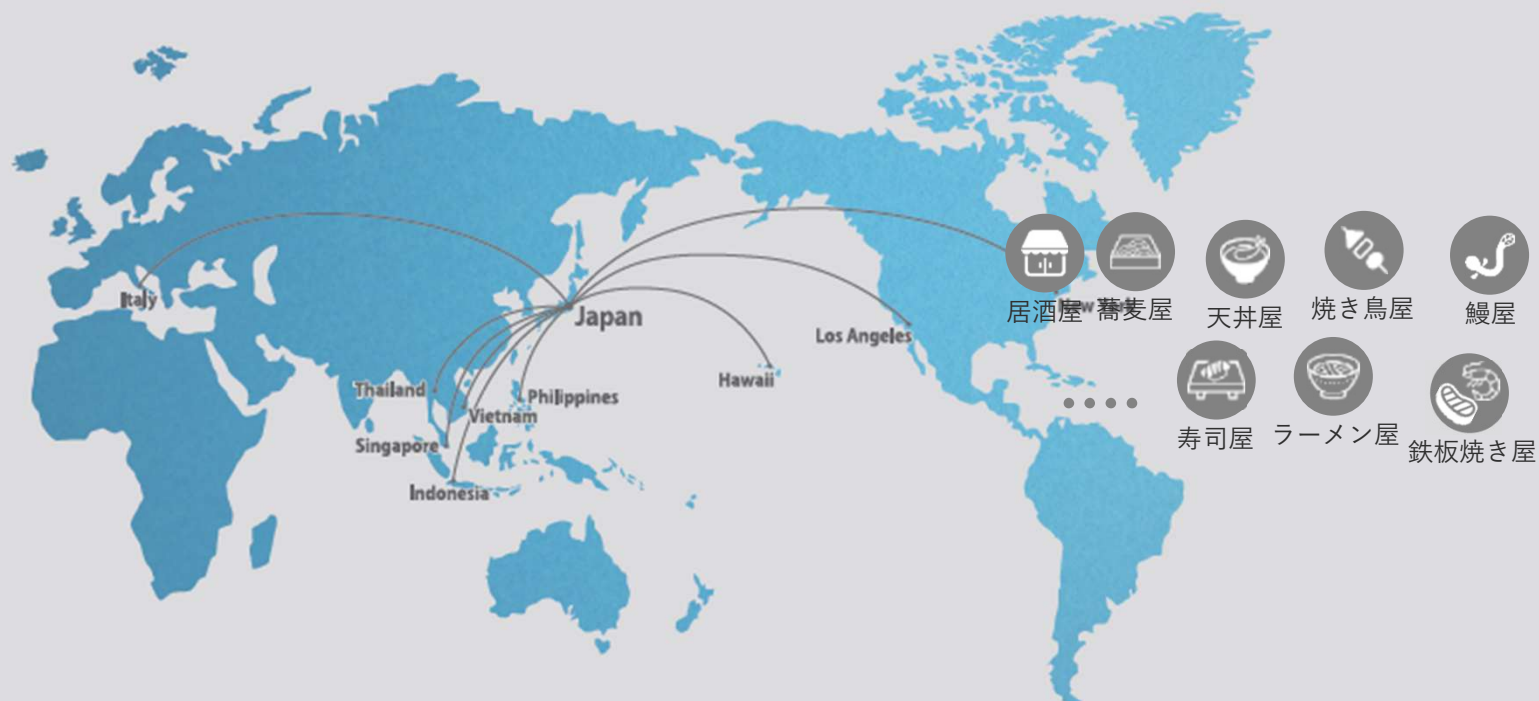 Italy
Japan
Thailand
Philippines
Vietnam
Singapore
Indonesia
Hawaii
Los Angeles
New York
居酒屋
蕎麦屋
天丼屋
焼き鳥屋
鰻屋
寿司屋
ラーメン屋
鉄板焼き屋